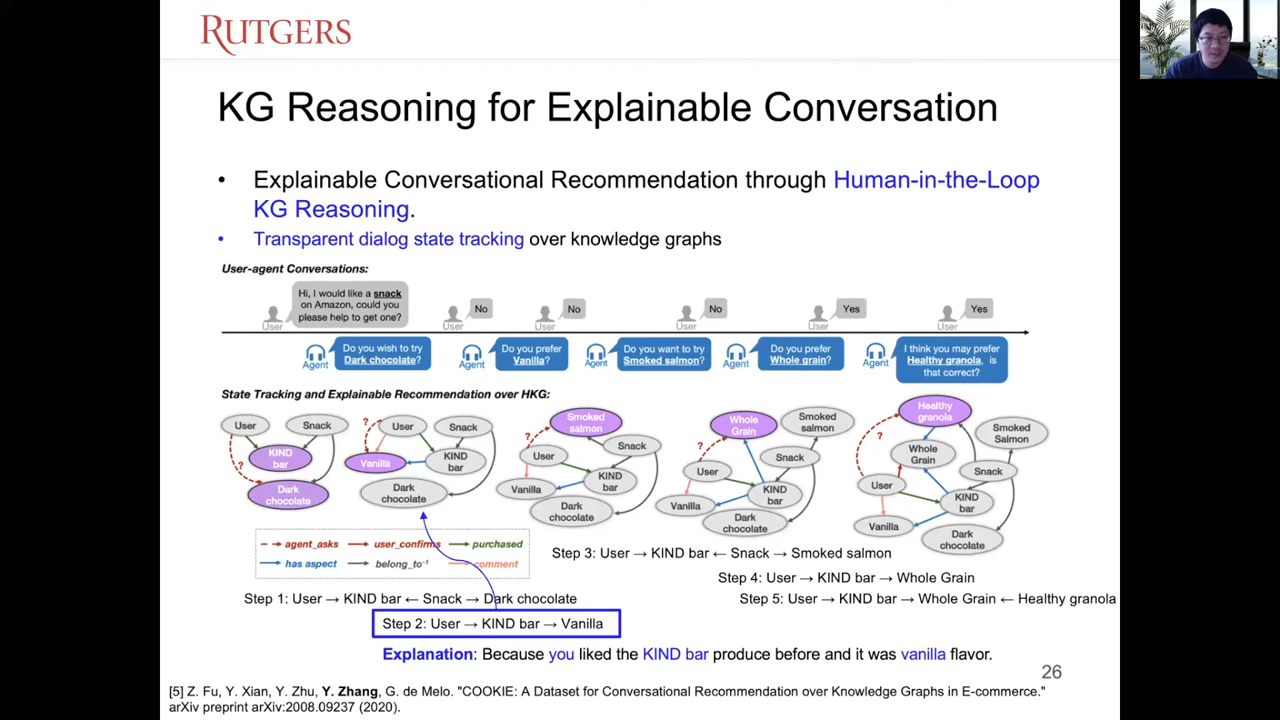 RUTGERS
KG Reasoning for Explainable Conversation
• Explainable Conversational Recommendation through Human-in-the-Loop
KG Reasoning.
• Transparent dialog state tracking over knowledge graphs
User-agent Conversations:
Hi, I would like a snack
on Amazon, could you
please help to get one?
User
No
User
No
User
No
User
Yes
User
Yes
User
Agent
Do you wish to try
Dark chocolate?
Agent
Do you prefer
Vanilla?
Agent
Do you want to try
Smoked salmon?
Agent
Do you prefer
Whole grain?
Agent
I think you may prefer
Healthy granola, is
that correct?
State Tracking and Explainable Recommendation over HKG:
User
Snack
KIND
bar
?
Dark
chocolate
?
User
Snack
Vanilla
KIND
bar
Dark
chocolate
Smoked
salmon
?
User
Snack
Vanilla
KIND
bar
Dark
chocolate
Whole
Grain
Smoked
salmon
?
User
Snack
Vanilla
KIND
bar
Dark
chocolate
Healthy
granola
?
Smoked
Salmon
Whole
Grain
User
Snack
Vanilla
KIND
bar
Dark
chocolate
agent_asks
user_confirms
purchased
has aspect
belong_to⁻¹
comment
Step 1: User → KIND bar ← Snack → Dark chocolate
Step 2: User → KIND bar → Vanilla
Step 3: User → KIND bar ← Snack → Smoked salmon
Step 4: User → KIND bar → Whole Grain
Step 5: User → KIND bar → Whole Grain ← Healthy granola
Explanation: Because you liked the KIND bar produce before and it was vanilla flavor.
26
[5] Z. Fu, Y. Xian, Y. Zhu, Y. Zhang, G. de Melo. "COOKIE: A Dataset for Conversational Recommendation over Knowledge Graphs in E-commerce."
arXiv preprint arXiv:2008.09237 (2020).